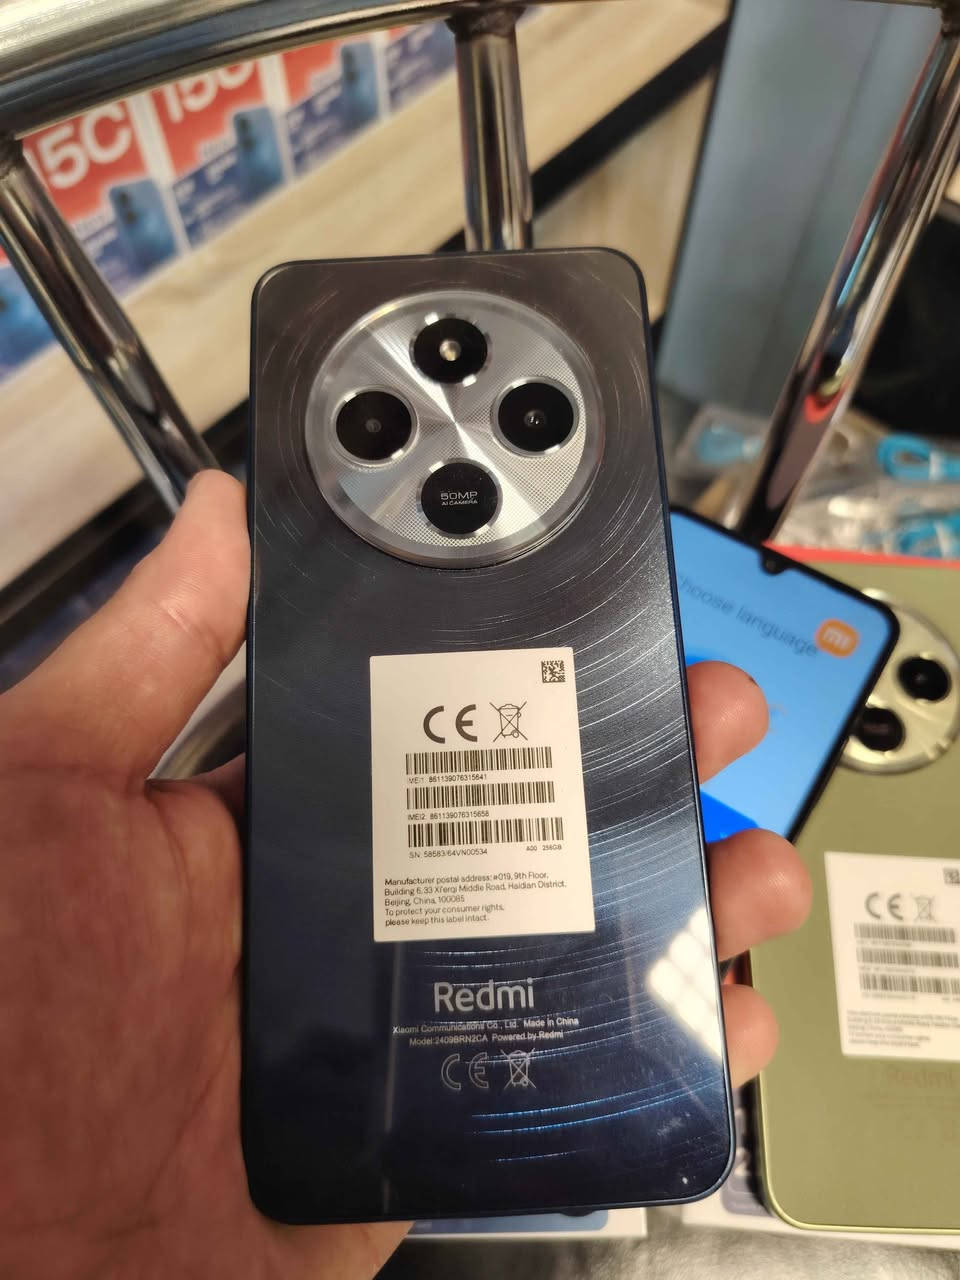 15C
15C
50MP
AI CAMERA
choose language
mi
CE
IMEI1: 861139076315641
IMEI2: 861139076315658
SN: 58583/64VN00534 A00 256GB
Manufacturer postal address: #019, 9th Floor,
Building 6, 33 Xi'erqi Middle Road, Haidian District,
Beijing, China, 100085
To protect your consumer rights,
please keep this label intact.
Redmi
Xiaomi Communications Co., Ltd. Made in China
Model:2409BRN2CA Powered by Redmi
CE
CE
Redmi